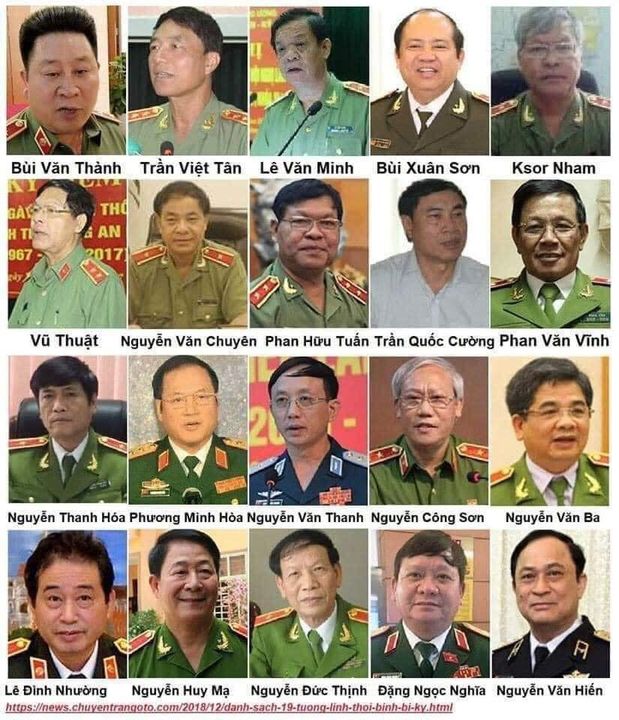 Bùi Văn Thành Trần Việt Tân Lê Văn Minh Bùi Xuân Sơn Ksor Nham
967 2017)
Vũ Thuật Nguyễn Văn Chuyên Phan Hữu Tuấn Trần Quốc Cường Phan Văn Vĩnh
Nguyễn Thanh Hóa Phương Minh Hòa Nguyễn Văn Thanh Nguyễn Công Sơn Nguyễn Văn Ba
Lê Đình Nhường Nguyễn Huy Mạ Nguyễn Đức Thịnh Đặng Ngọc Nghĩa Nguyễn Văn Hiến
https://news.chuyentrangoto.com/2018/12/danh-sach-19-tuong-linh-thoi-binh-bi-ky.html